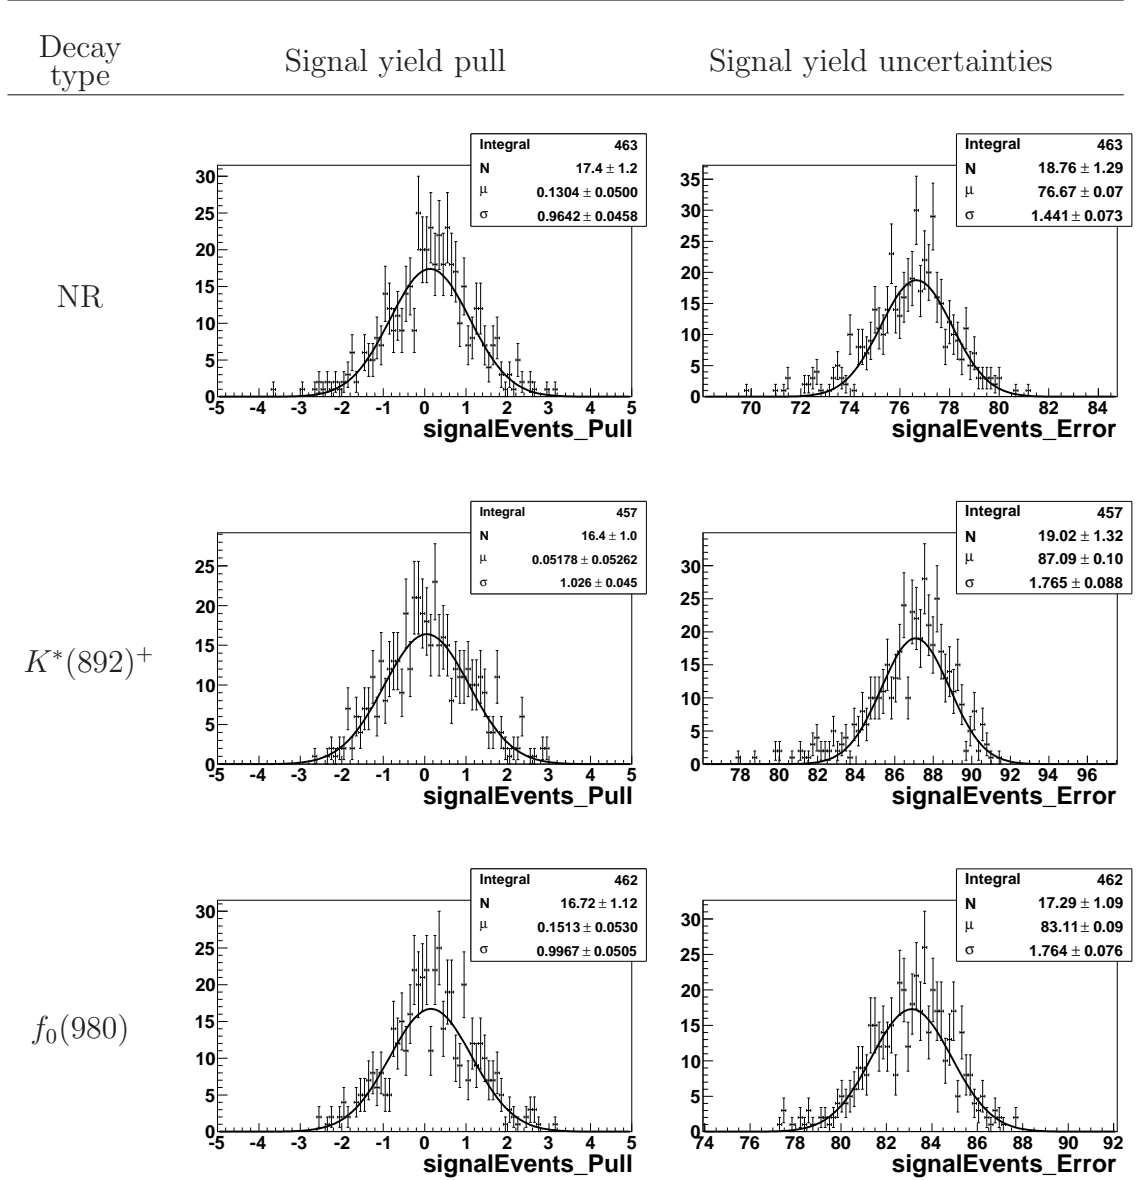 Decay type Signal yield pull Signal yield uncertainties
NR
Integral 463
N 17.4 ± 1.2
μ 0.1304 ± 0.0500
σ 0.9642 ± 0.0458
30
25
20
15
10
5
0
-5 -4 -3 -2 -1 0 1 2 3 4 5
signalEvents_Pull
Integral 463
N 18.76 ± 1.29
μ 76.67 ± 0.07
σ 1.441 ± 0.073
35
30
25
20
15
10
5
0
70 72 74 76 78 80 82 84
signalEvents_Error
K*(892)+
Integral 457
N 16.4 ± 1.0
μ 0.05178 ± 0.05262
σ 1.026 ± 0.045
25
20
15
10
5
0
-5 -4 -3 -2 -1 0 1 2 3 4 5
signalEvents_Pull
Integral 457
N 19.02 ± 1.32
μ 87.09 ± 0.10
σ 1.765 ± 0.088
30
25
20
15
10
5
0
78 80 82 84 86 88 90 92 94 96
signalEvents_Error
f0(980)
Integral 462
N 16.72 ± 1.12
μ 0.1513 ± 0.0530
σ 0.9967 ± 0.0505
30
25
20
15
10
5
0
-5 -4 -3 -2 -1 0 1 2 3 4 5
signalEvents_Pull
Integral 462
N 17.29 ± 1.09
μ 83.11 ± 0.09
σ 1.764 ± 0.076
30
25
20
15
10
5
0
74 76 78 80 82 84 86 88 90 92
signalEvents_Error